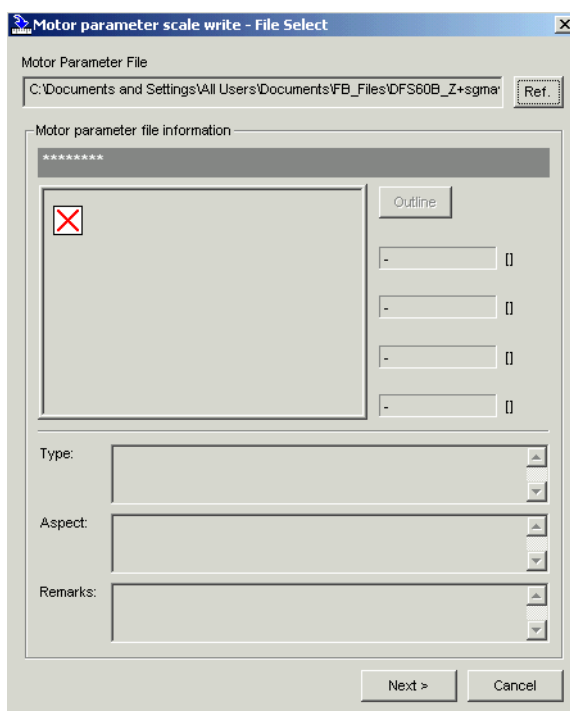 Motor parameter scale write - File Select
Motor Parameter File
C:\Documents and Settings\All Users\Documents\FB_Files\DFS60B_Z+sgma
Ref.
Motor parameter file information
********
Outline
- []
- []
- []
- []
Type:
Aspect:
Remarks:
Next >
Cancel